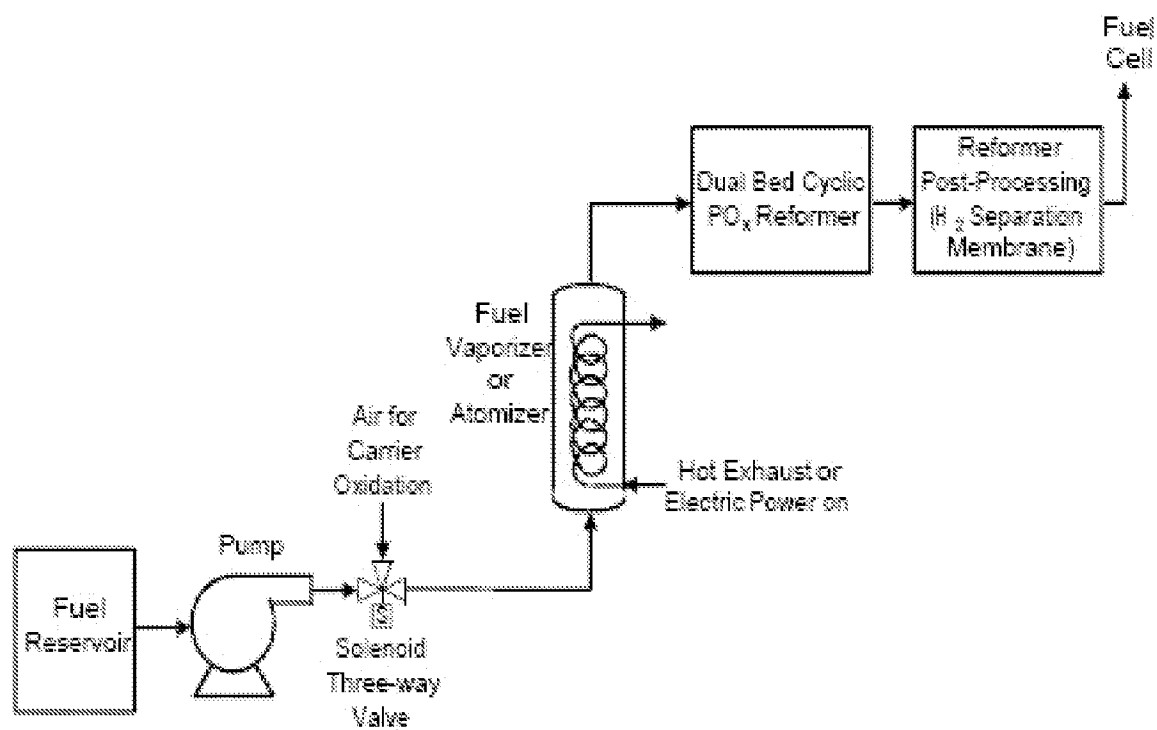 Fuel
Cell
Dual Bed Cyclic
POx Reformer
Reformer
Post-Processing
(H2 Separation
Membrane)
Fuel
Vaporizer
or
Atomizer
Air for
Carrier
Oxidation
Hot Exhaust or
Electric Power on
Pump
Fuel
Reservoir
S
Solenoid
Three-way
Valve